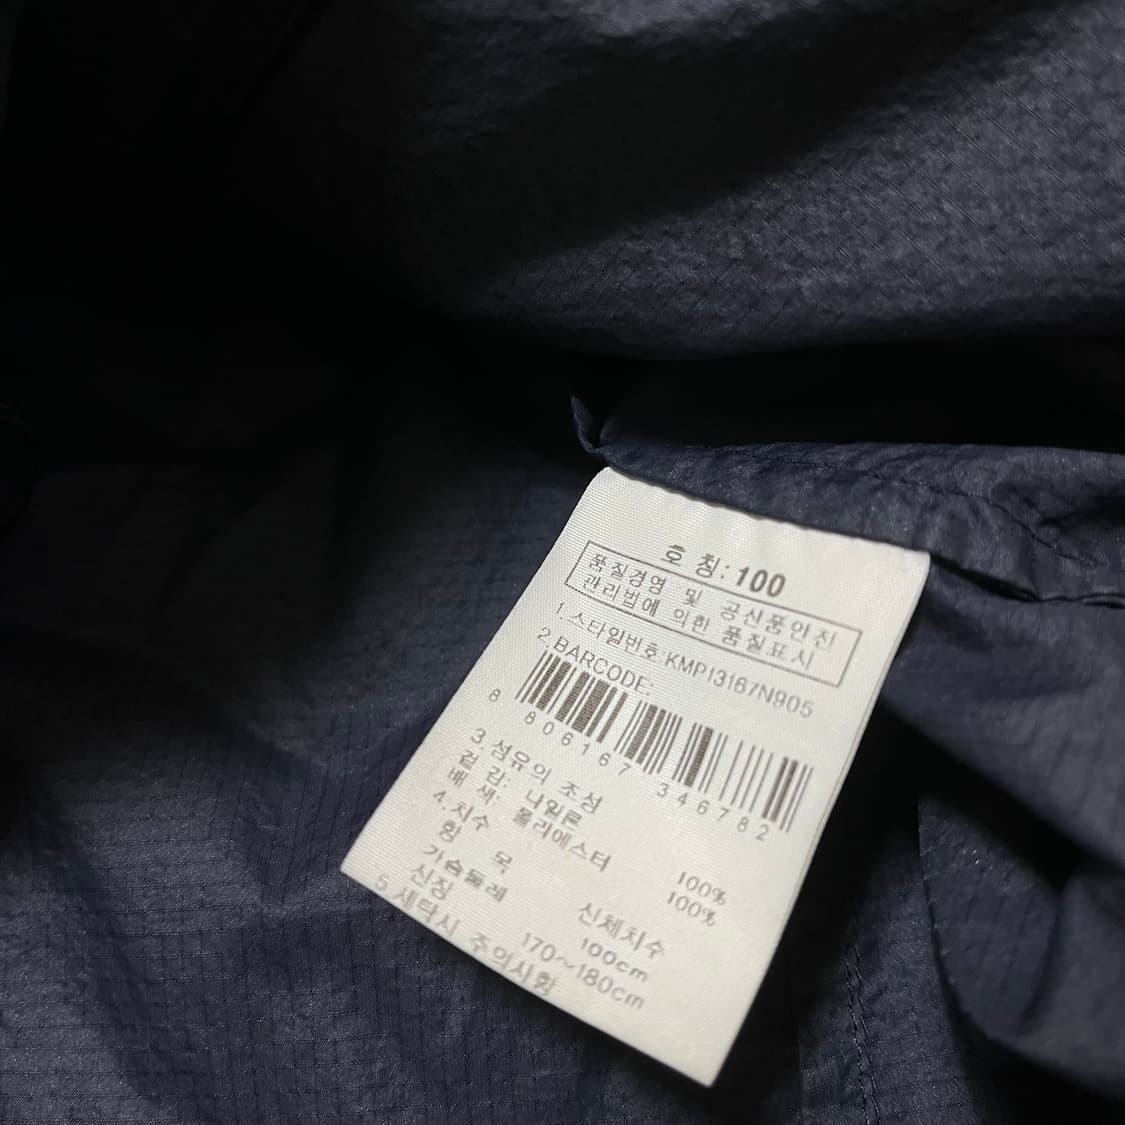 호 칭: 100
품질경영 및 공신품안전
관리법에 의한 품질표시
1.스타일번호:KMPI3167N905
2.BARCODE:
8 806167 346782
3.섬유의 조성
겉 감: 나일론 100%
배 색: 폴리에스터 100%
4.치수
항 목 신체치수
가슴둘레 100cm
신장 170~180cm
5.세탁시 주의사항